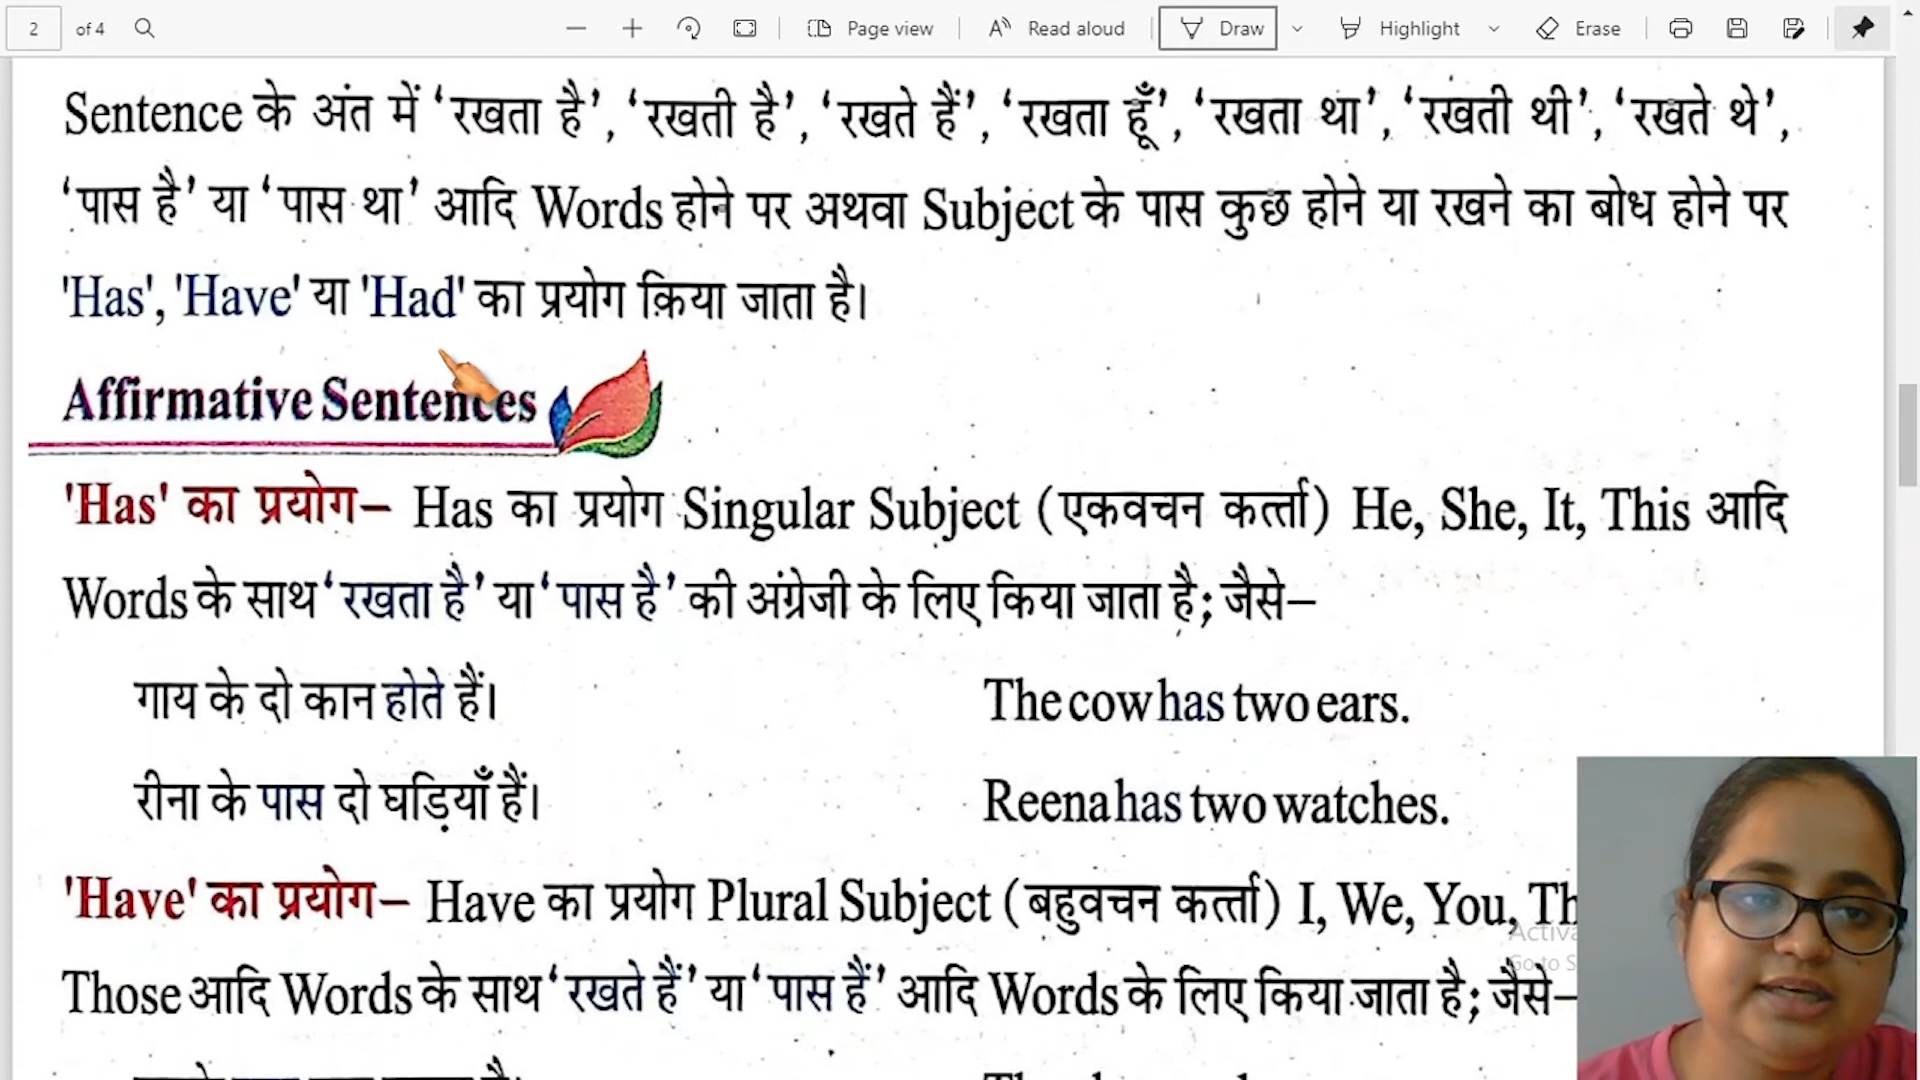 2 of 4 Page view Read aloud Draw Highlight Erase
Sentence के अंत में ‘रखता है’, ‘रखती है’, ‘रखते हैं’, ‘रखता हूँ’, ‘रखता था’, ‘रखती थी’, ‘रखते थे’,
‘पास है’ या ‘पास था’ आदि Words होने पर अथवा Subject के पास कुछ होने या रखने का बोध होने पर
'Has', 'Have' या 'Had' का प्रयोग किया जाता है।
Affirmative Sentences
'Has' का प्रयोग– Has का प्रयोग Singular Subject (एकवचन कर्त्ता) He, She, It, This आदि
Words के साथ ‘रखता है’ या ‘पास है’ की अंग्रेजी के लिए किया जाता है; जैसे–
गाय के दो कान होते हैं। The cow has two ears.
रीना के पास दो घड़ियाँ हैं। Reena has two watches.
'Have' का प्रयोग– Have का प्रयोग Plural Subject (बहुवचन कर्त्ता) I, We, You,
Those आदि Words के साथ ‘रखते हैं’ या ‘पास हैं’ आदि Words के लिए किया जाता है; जैसे–